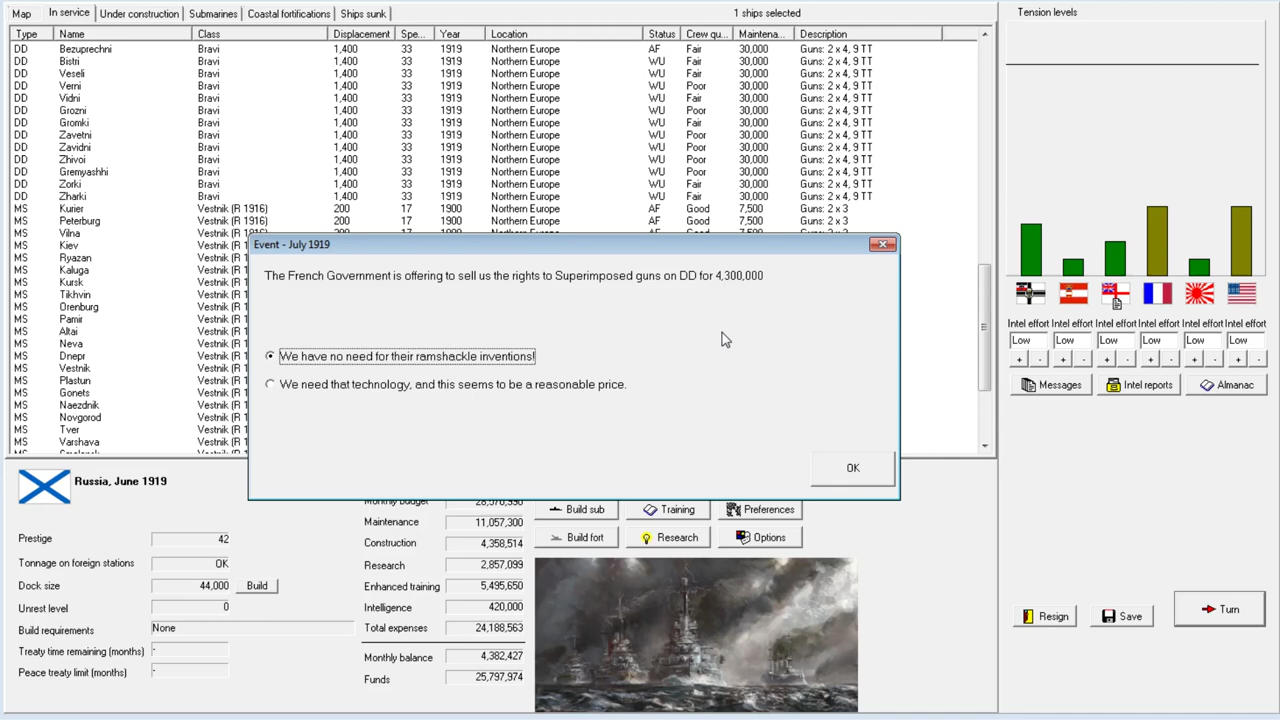 Map In service Under construction Submarines Coastal fortifications Ships sunk 1 ships selected
Type Name Class Displacement Spe... Year Location Status Crew qu... Maintena... Description
DD Bezuprechni Bravi 1,400 33 1919 Northern Europe AF Fair 30,000 Guns: 2 x 4, 9 TT
DD Bistri Bravi 1,400 33 1919 Northern Europe WU Fair 30,000 Guns: 2 x 4, 9 TT
DD Veseli Bravi 1,400 33 1919 Northern Europe WU Fair 30,000 Guns: 2 x 4, 9 TT
DD Verni Bravi 1,400 33 1919 Northern Europe WU Poor 30,000 Guns: 2 x 4, 9 TT
DD Vidni Bravi 1,400 33 1919 Northern Europe WU Fair 30,000 Guns: 2 x 4, 9 TT
DD Grozni Bravi 1,400 33 1919 Northern Europe WU Poor 30,000 Guns: 2 x 4, 9 TT
DD Gromki Bravi 1,400 33 1919 Northern Europe WU Fair 30,000 Guns: 2 x 4, 9 TT
DD Zavetni Bravi 1,400 33 1919 Northern Europe WU Poor 30,000 Guns: 2 x 4, 9 TT
DD Zavidni Bravi 1,400 33 1919 Northern Europe WU Poor 30,000 Guns: 2 x 4, 9 TT
DD Zhivoi Bravi 1,400 33 1919 Northern Europe WU Poor 30,000 Guns: 2 x 4, 9 TT
DD Grenyashhi Bravi 1,400 33 1919 Northern Europe WU Poor 30,000 Guns: 2 x 4, 9 TT
DD Zorki Bravi 1,400 33 1919 Northern Europe WU Fair 30,000 Guns: 2 x 4, 9 TT
DD Zharki Bravi 1,400 33 1919 Northern Europe WU Fair 30,000 Guns: 2 x 4, 9 TT
MS Kurier Vestnik (R 1916) 200 17 1900 Northern Europe AF Good 7,500 Guns: 2 x 3
MS Peterburg Vestnik (R 1916) 200 17 1900 Northern Europe AF Good 7,500 Guns: 2 x 3
MS Vilna
MS Kiev Vestnik (R
MS Ryazan Vestnik (R
MS Kaluga Vestnik (R
MS Kursk Vestnik (R
MS Tikhvin Vestnik (R
MS Orenburg Vestnik (R
MS Pamir Vestnik (R
MS Altai Vestnik (R
MS Neva Vestnik (R
MS Dnepr Vestnik (R
MS Vestnik Vestnik (R
MS Plastun Vestnik (R
MS Gonets Vestnik (R
MS Naezdnik Vestnik (R
MS Novgorod Vestnik (R
MS Tver Vestnik (R
MS Varshava Vestnik (R
Event - July 1919
The French Government is offering to sell us the rights to Superimposed guns on DD for 4,300,000
We have no need for their ramshackle inventions!
We need that technology, and this seems to be a reasonable price.
OK
Tension levels
Intel effort Intel effort Intel effort Intel effort Intel effort Intel effort
Low Low Low Low Low Low
+ - + - + - + - + - + -
Messages Intel reports Almanac
Russia, June 1919
Prestige 42
Tonnage on foreign stations OK
Dock size 44,000 Build
Unrest level 0
Build requirements None
Treaty time remaining (months) -
Peace treaty limit (months) -
Monthly budget
Maintenance 11,057,300
Construction 4,358,514
Research 2,857,099
Enhanced training 5,495,650
Intelligence 420,000
Total expenses 24,188,563
Monthly balance 4,382,427
Funds 25,797,974
Build sub Training Preferences
Build fort Research Options
Resign Save Turn